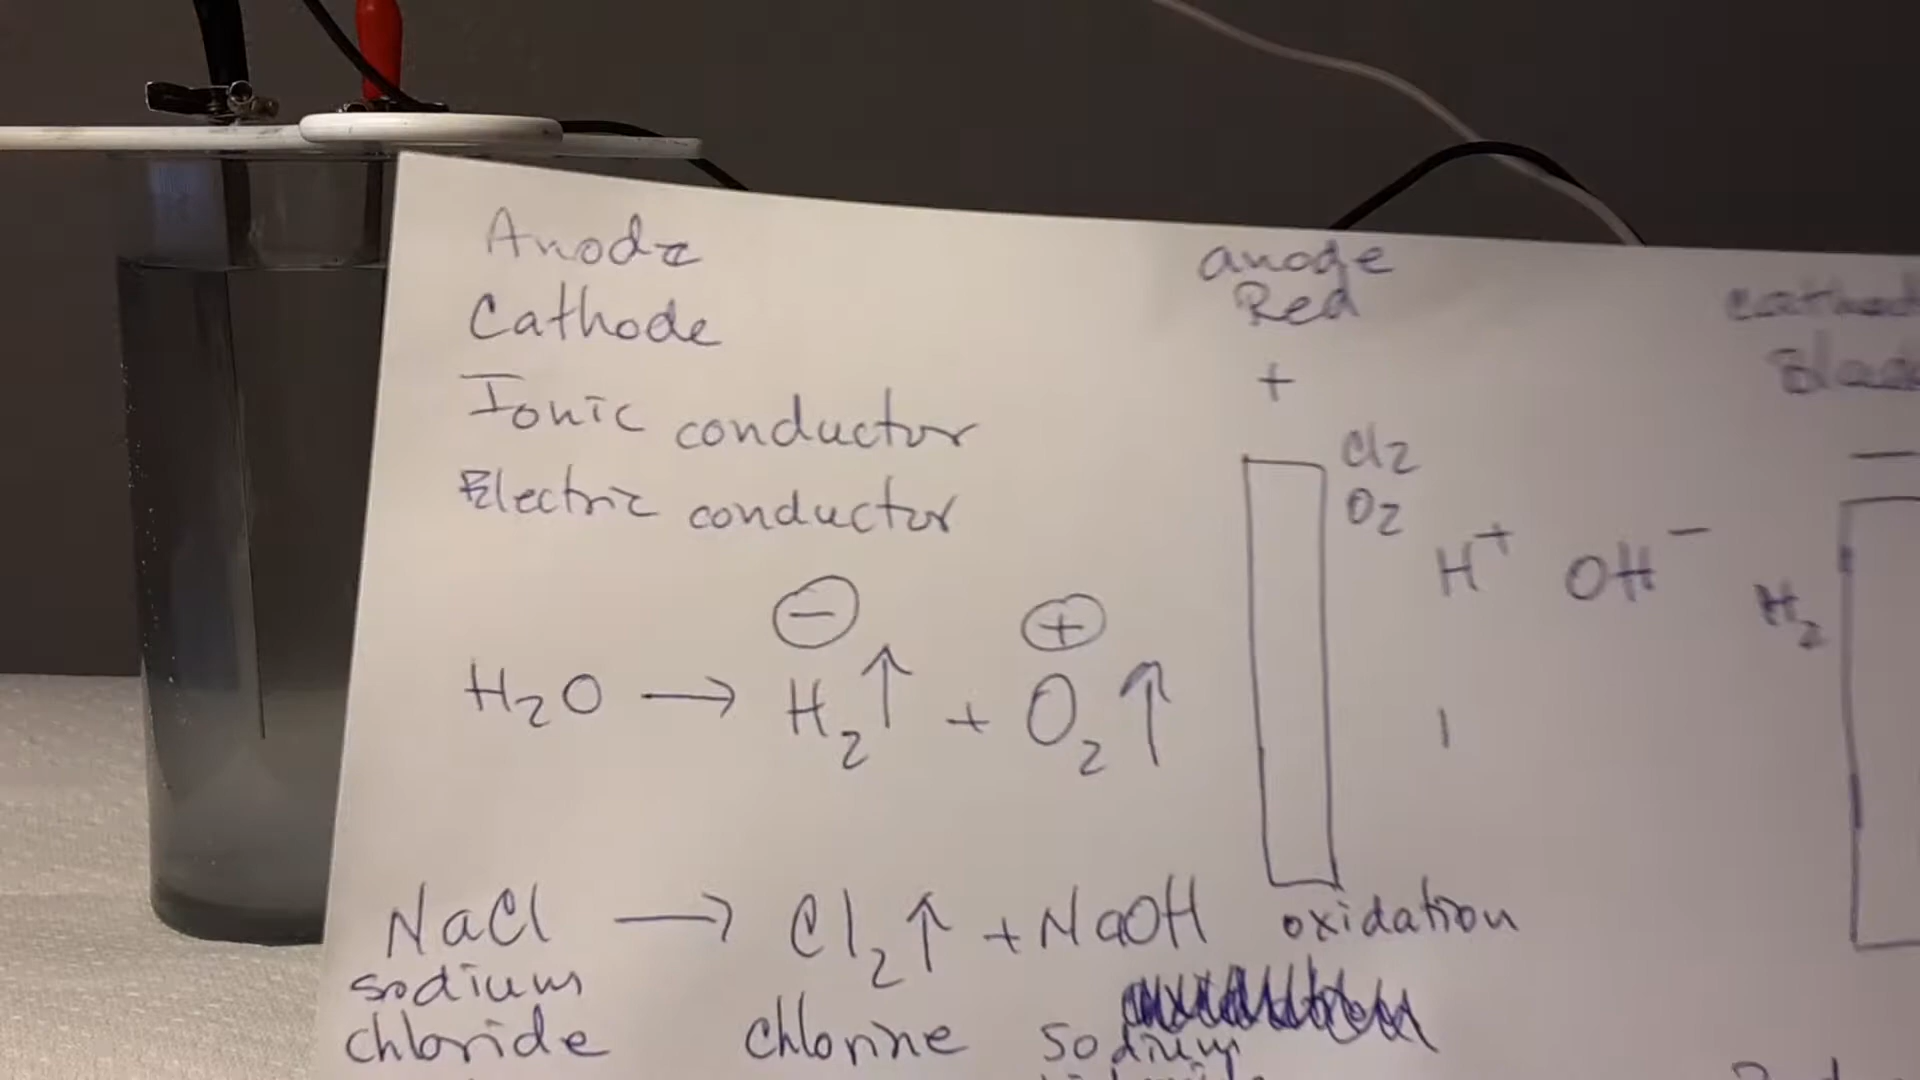 Anode
Cathode
Ionic conductor
Electric conductor
⊖ ⊕
H2O → H2↑ + O2↑
NaCl → Cl2↑ + NaOH
sodium
chloride chlorine sodium
anode
Red
+
Cl2
O2
H+ OH−
oxidation
−
H2